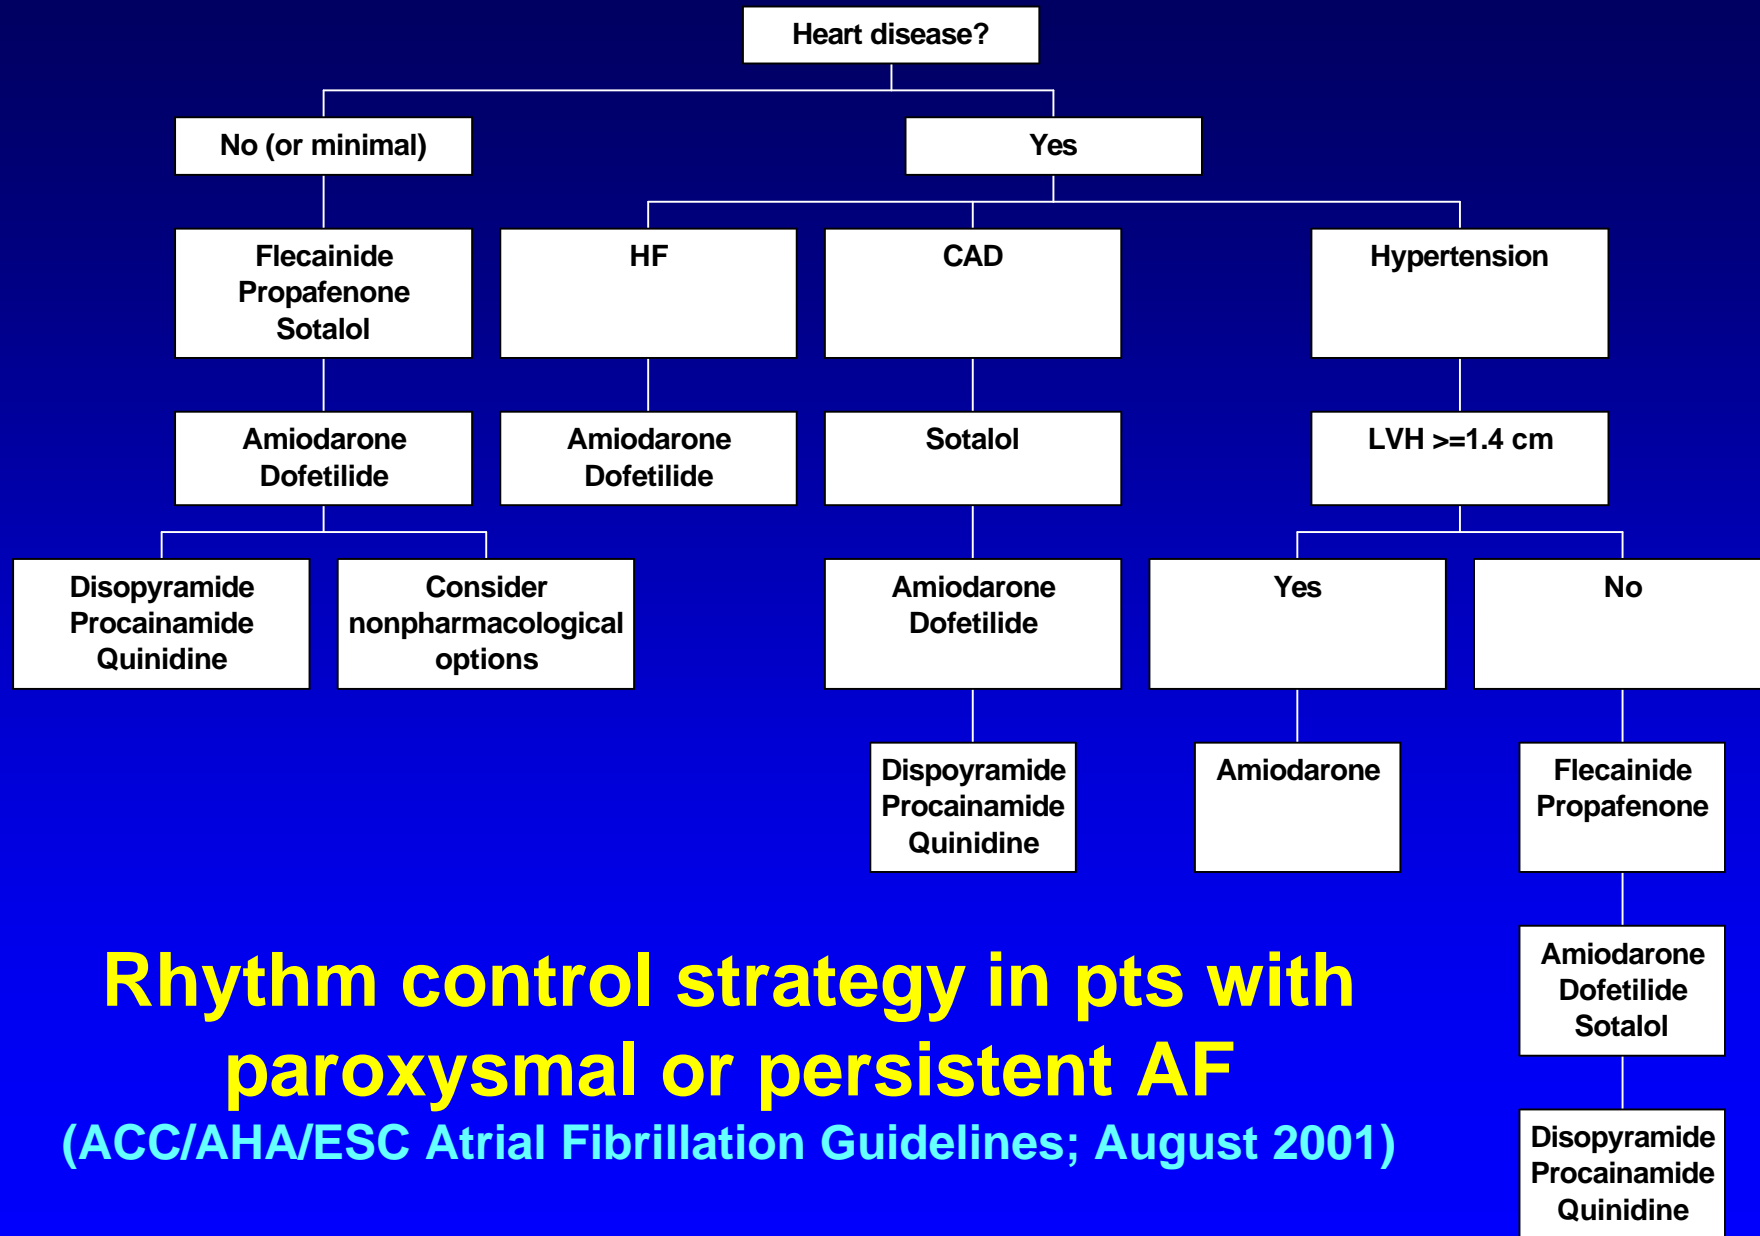 Heart disease?
No (or minimal)
Yes
Flecainide
Propafenone
Sotalol
HF
CAD
Hypertension
Amiodarone
Dofetilide
Amiodarone
Dofetilide
Sotalol
LVH >=1.4 cm
Disopyramide
Procainamide
Quinidine
Consider
nonpharmacological
options
Amiodarone
Dofetilide
Yes
No
Dispoyramide
Procainamide
Quinidine
Amiodarone
Flecainide
Propafenone
Amiodarone
Dofetilide
Sotalol
Disopyramide
Procainamide
Quinidine
Rhythm control strategy in pts with
paroxysmal or persistent AF
(ACC/AHA/ESC Atrial Fibrillation Guidelines; August 2001)